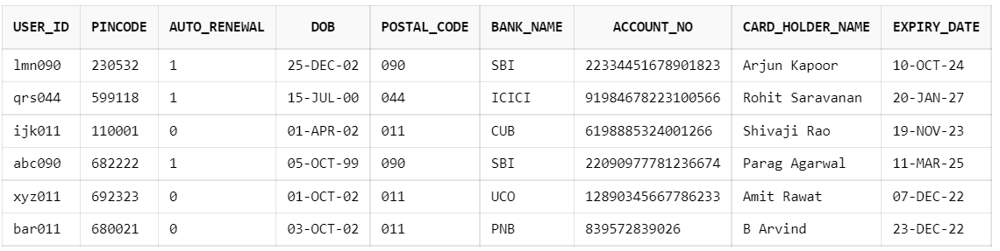 USER_ID PINCODE AUTO_RENEWAL DOB POSTAL_CODE BANK_NAME ACCOUNT_NO CARD_HOLDER_NAME EXPIRY_DATE
lmn090 230532 1 25-DEC-02 090 SBI 22334451678901823 Arjun Kapoor 10-OCT-24
qrs044 599118 1 15-JUL-00 044 ICICI 91984678223100566 Rohit Saravanan 20-JAN-27
ijk011 110001 0 01-APR-02 011 CUB 6198885324001266 Shivaji Rao 19-NOV-23
abc090 682222 1 05-OCT-99 090 SBI 22090977781236674 Parag Agarwal 11-MAR-25
xyz011 692323 0 01-OCT-02 011 UCO 12890345667786233 Amit Rawat 07-DEC-22
bar011 680021 0 03-OCT-02 011 PNB 839572839026 B Arvind 23-DEC-22